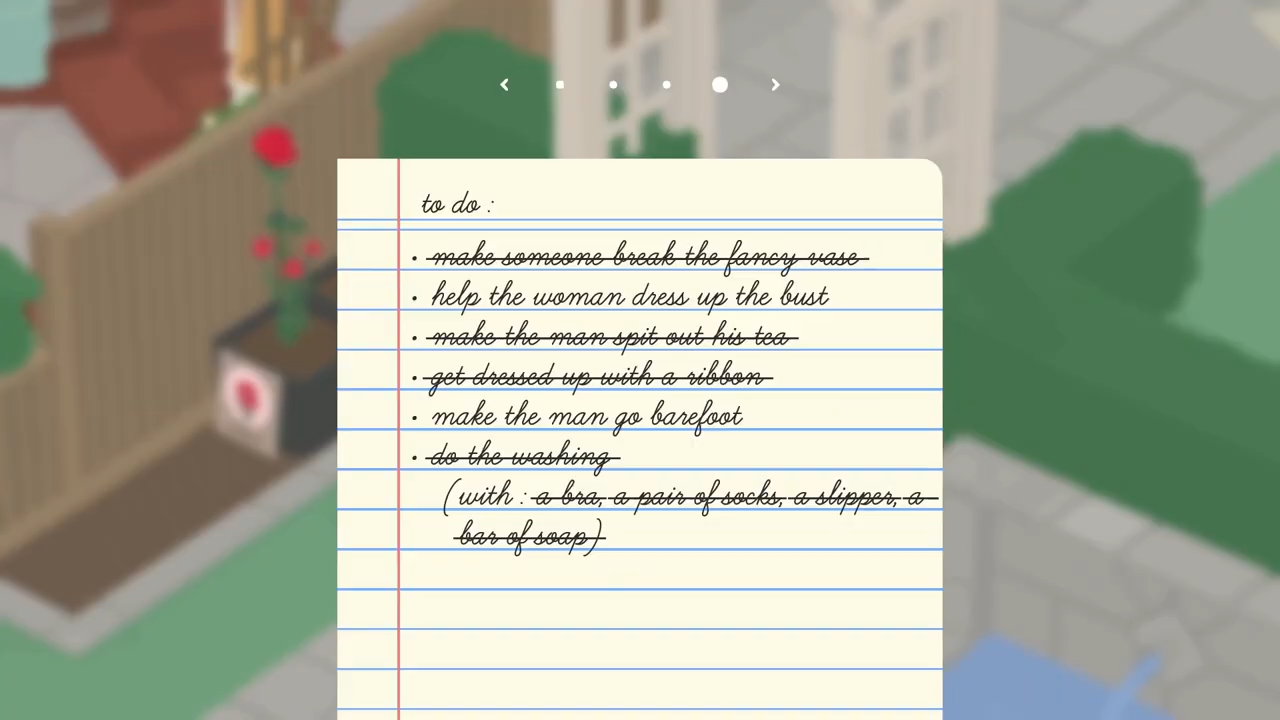 to do :
• make someone break the fancy vase
• help the woman dress up the bust
• make the man spit out his tea
• get dressed up with a ribbon
• make the man go barefoot
• do the washing
(with : a bra, a pair of socks, a slipper, a
bar of soap)